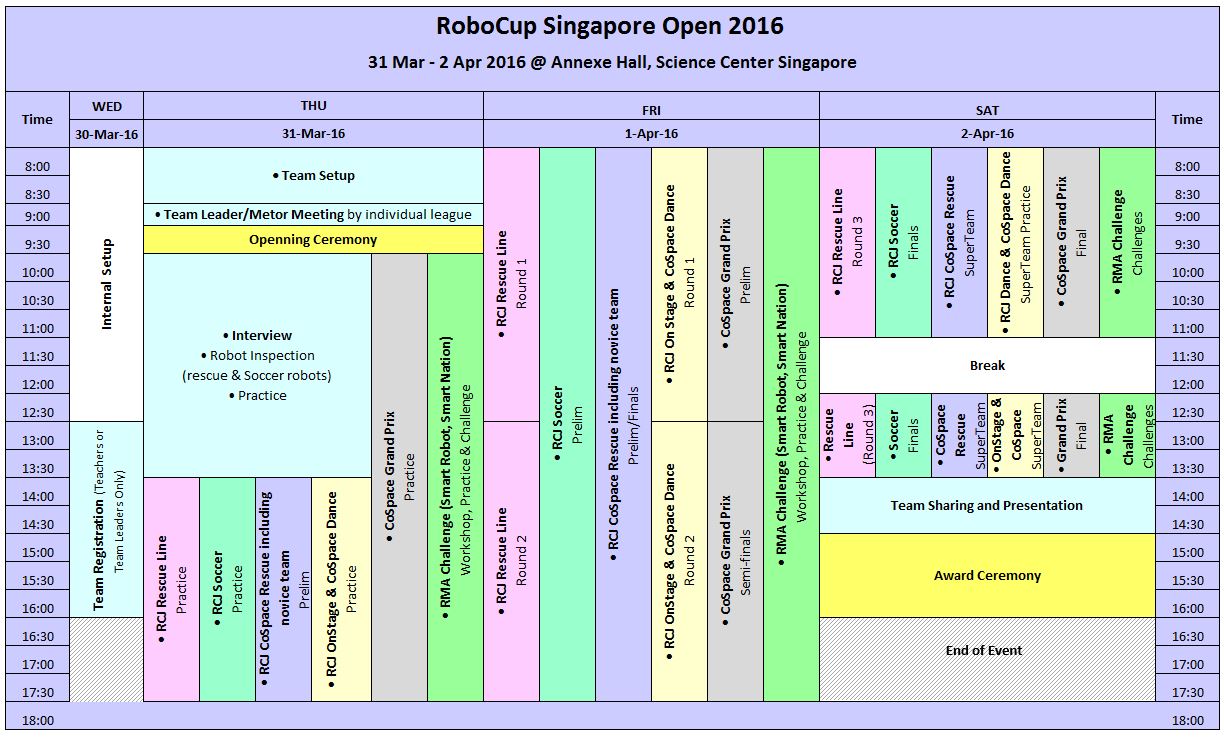 RoboCup Singapore Open 2016
31 Mar - 2 Apr 2016 @ Annexe Hall, Science Center Singapore
Time
WED
THU
FRI
SAT
Time
30-Mar-16
31-Mar-16
1-Apr-16
2-Apr-16
8:00
8:30
9:00
9:30
10:00
10:30
11:00
11:30
12:00
12:30
13:00
13:30
14:00
14:30
15:00
15:30
16:00
16:30
17:00
17:30
18:00
Internal Setup
Team Registration (Teachers or
Team Leaders Only)
• Team Setup
• Team Leader/Metor Meeting by individual league
Openning Ceremony
• Interview
• Robot Inspection
(rescue & Soccer robots)
• Practice
• RCJ Rescue Line
Practice
• RCJ Soccer
Practice
• RCJ CoSpace Rescue including
novice team
Prelim
• RCJ OnStage & CoSpace Dance
Practice
• CoSpace Grand Prix
Practice
• RMA Challenge (Smart Robot, Smart Nation)
Workshop, Practice & Challenge
• RCJ Rescue Line
Round 1
• RCJ Rescue Line
Round 2
• RCJ Soccer
Prelim
• RCJ CoSpace Rescue including novice team
Prelim/Finals
• RCJ On Stage & CoSpace Dance
Round 1
• RCJ OnStage & CoSpace Dance
Round 2
• CoSpace Grand Prix
Prelim
• CoSpace Grand Prix
Semi-finals
• RMA Challenge (Smart Robot, Smart Nation)
Workshop, Practice & Challenge
• RCJ Rescue Line
Round 3
• RCJ Soccer
Finals
• RCJ CoSpace Rescue
SuperTeam
• RCJ Dance & CoSpace Dance
SuperTeam Practice
• CoSpace Grand Prix
Final
• RMA Challenge
Challenges
Break
• Rescue
Line
(Round 3)
• Soccer
Finals
• CoSpace
Rescue
SuperTeam
• OnStage &
CoSpace
SuperTeam
• Grand Prix
Final
• RMA
Challenge
Challenges
Team Sharing and Presentation
Award Ceremony
End of Event
8:00
8:30
9:00
9:30
10:00
10:30
11:00
11:30
12:00
12:30
13:00
13:30
14:00
14:30
15:00
15:30
16:00
16:30
17:00
17:30
18:00